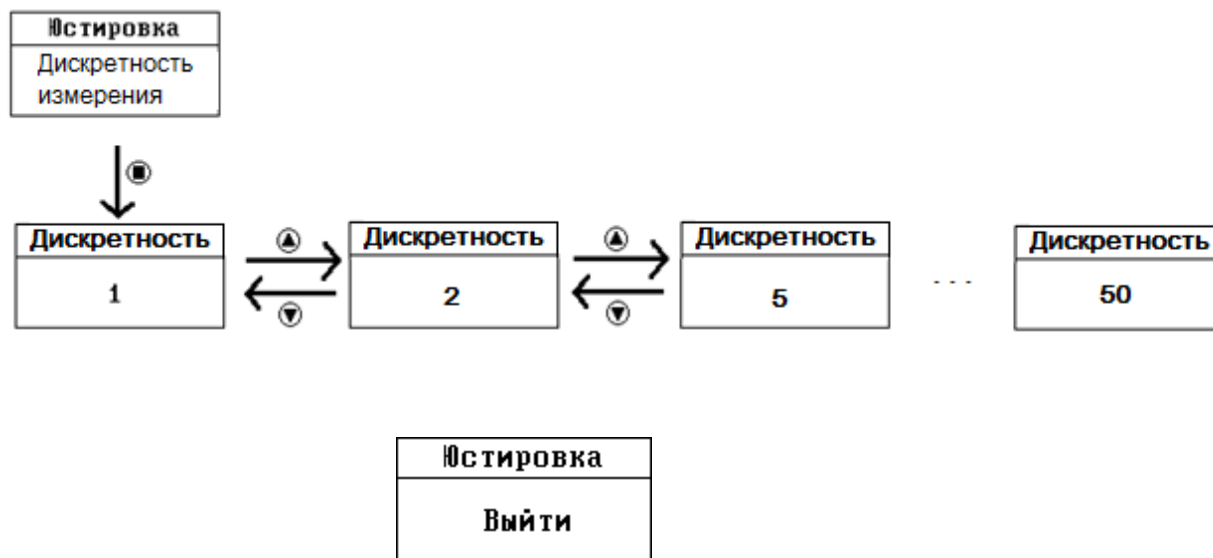 Юстировка
Дискретность
измерения
Дискретность
1
Дискретность
2
Дискретность
5
. . .
Дискретность
50
Юстировка
Выйти